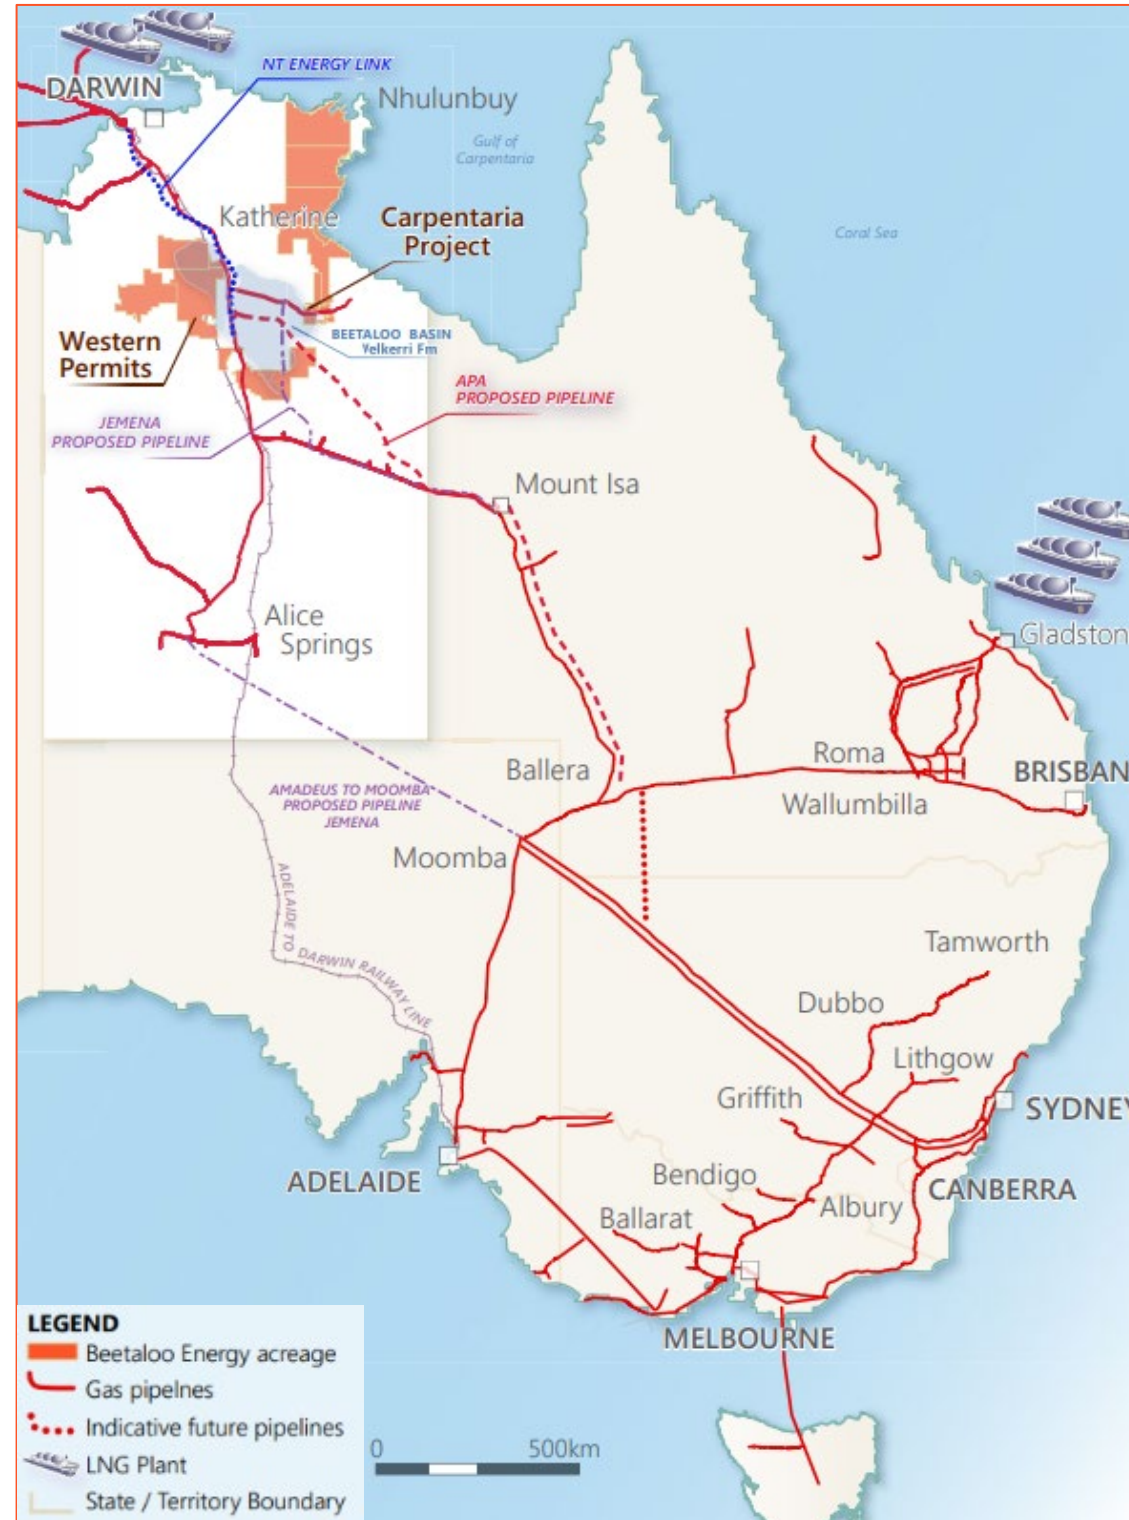 NT ENERGY LINK
DARWIN
Nhulunbuy
Gulf of
Carpentaria
Katherine
Carpentaria
Project
Coral Sea
Western
Permits
BEETALOO BASIN
Velkerri Fm
APA
PROPOSED PIPELINE
JEMENA
PROPOSED PIPELINE
Mount Isa
Alice
Springs
Gladston
Ballera
Roma
BRISBAN
Wallumbilla
AMADEUS TO MOOMBA
PROPOSED PIPELINE
JEMENA
Moomba
ADELAIDE TO DARWIN RAILWAY LINE
Tamworth
Dubbo
Lithgow
Griffith
SYDNEY
ADELAIDE
Bendigo
CANBERRA
Ballarat
Albury
MELBOURNE
LEGEND
Beetaloo Energy acreage
Gas pipelnes
Indicative future pipelines
LNG Plant
State / Territory Boundary
0 500km